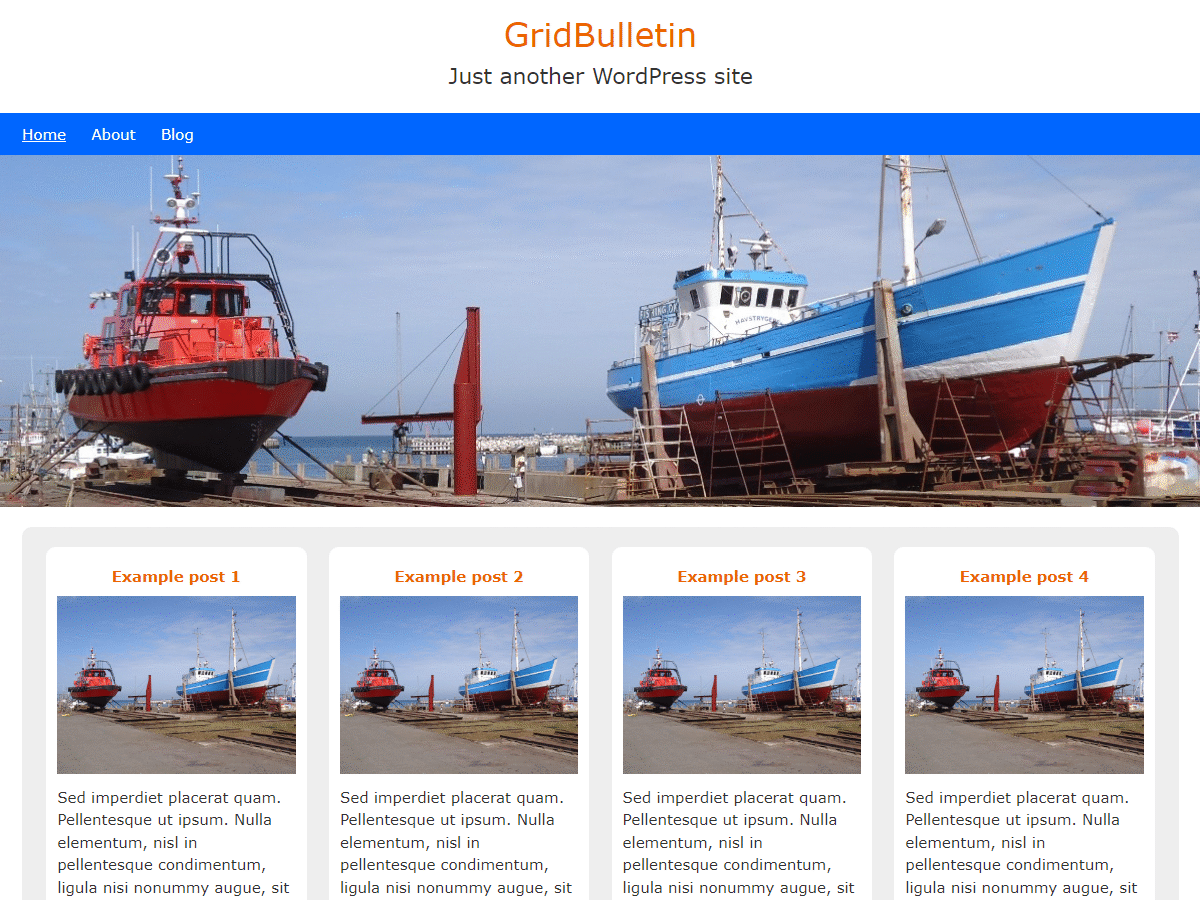 GridBulletin
Just another WordPress site
Home About Blog
Example post 1
Sed imperdiet placerat quam.
Pellentesque ut ipsum. Nulla
elementum, nisl in
pellentesque condimentum,
ligula nisi nonummy augue, sit
Example post 2
Sed imperdiet placerat quam.
Pellentesque ut ipsum. Nulla
elementum, nisl in
pellentesque condimentum,
ligula nisi nonummy augue, sit
Example post 3
Sed imperdiet placerat quam.
Pellentesque ut ipsum. Nulla
elementum, nisl in
pellentesque condimentum,
ligula nisi nonummy augue, sit
Example post 4
Sed imperdiet placerat quam.
Pellentesque ut ipsum. Nulla
elementum, nisl in
pellentesque condimentum,
ligula nisi nonummy augue, sit